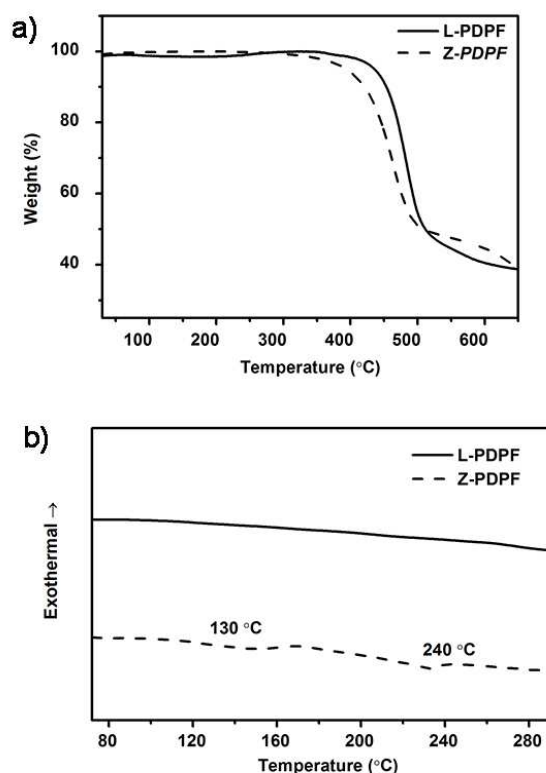 a)
L-PDPF
Z-PDPF
100
80
60
40
Weight (%)
100 200 300 400 500 600
Temperature (°C)
b)
L-PDPF
Z-PDPF
Exothermal →
130 °C
240 °C
80 120 160 200 240 280
Temperature (°C)